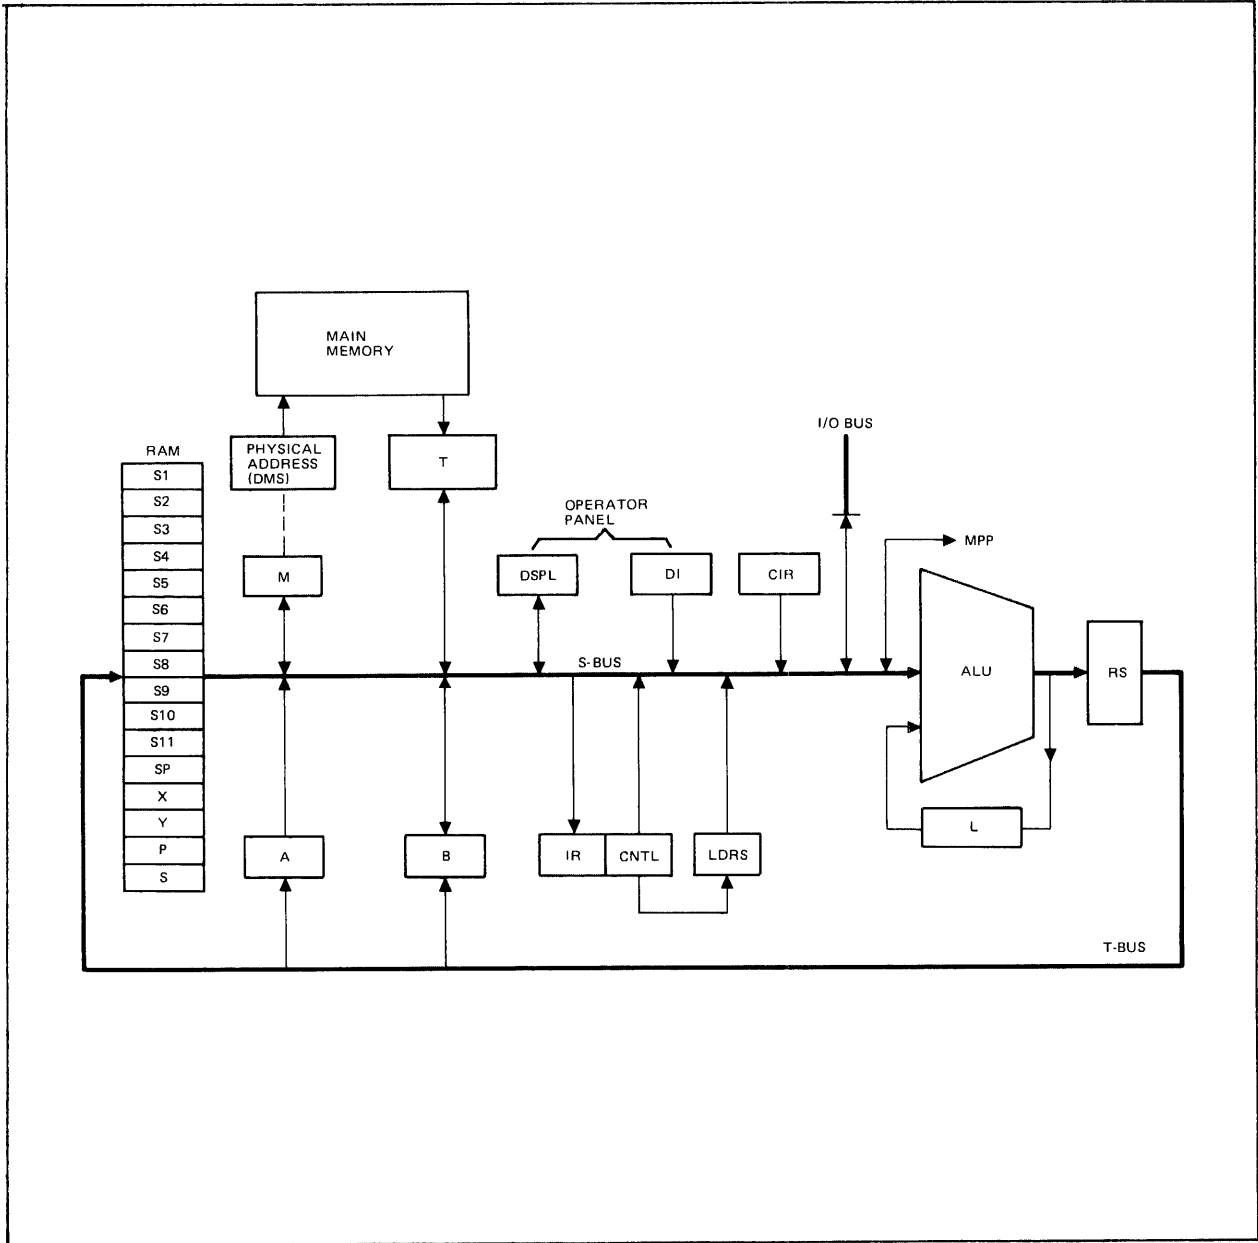 MAIN
MEMORY
I/O BUS
RAM
PHYSICAL
ADDRESS
(DMS)
T
S1
S2
S3
S4
S5
S6
S7
S8
S9
S10
S11
SP
X
Y
P
S
OPERATOR
PANEL
MPP
M
DSPL
DI
CIR
S-BUS
ALU
RS
L
A
B
IR
CNTL
LDRS
T-BUS